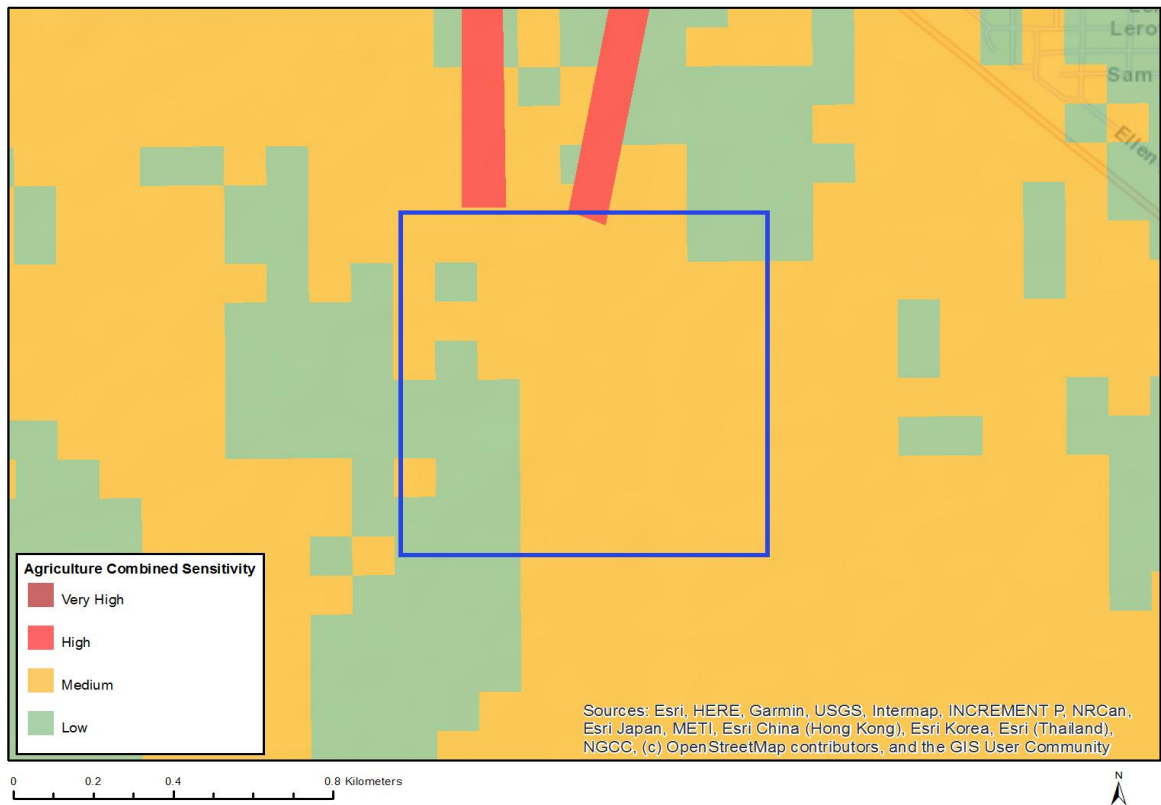 Lero
Sam
Ellen
Agriculture Combined Sensitivity
Very High
High
Medium
Low
Sources: Esri, HERE, Garmin, USGS, Intermap, INCREMENT P, NRCan,
Esri Japan, METI, Esri China (Hong Kong), Esri Korea, Esri (Thailand),
NGCC, (c) OpenStreetMap contributors, and the GIS User Community
0 0.2 0.4 0.8 Kilometers
N